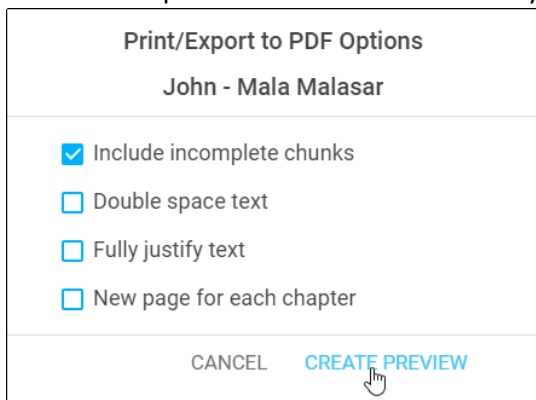 Print/Export to PDF Options
John - Mala Malasar
Include incomplete chunks
Double space text
Fully justify text
New page for each chapter
CANCEL CREATE PREVIEW